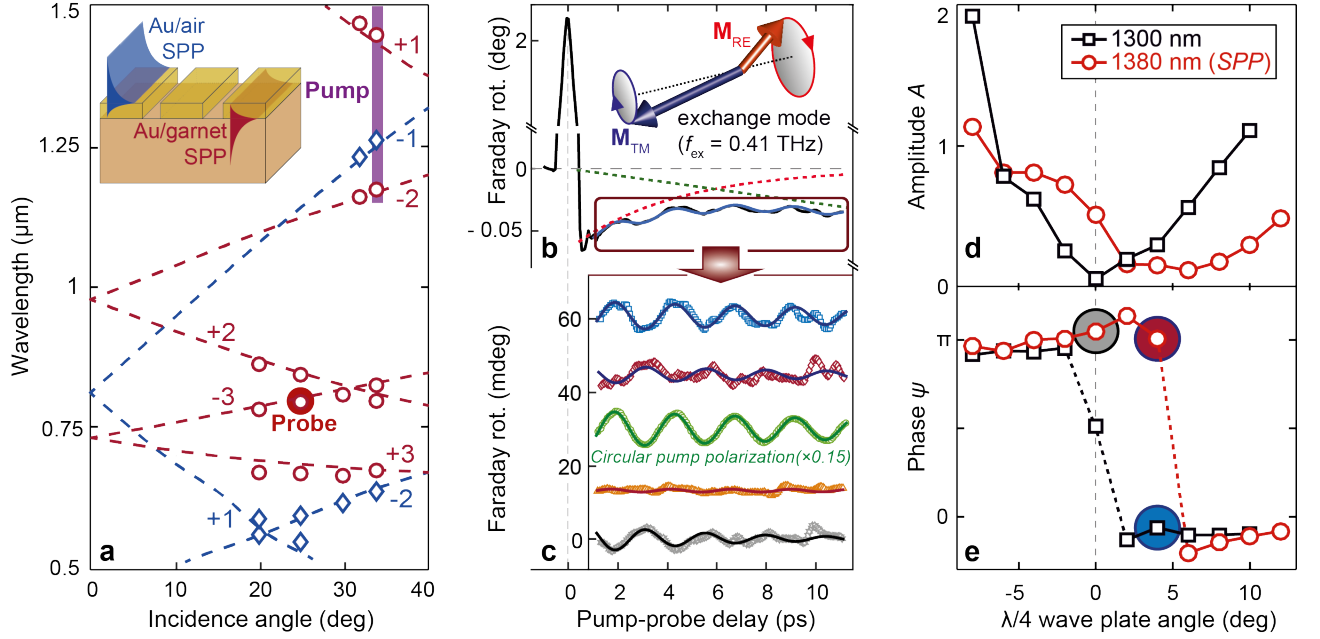 1.5
1.25
1
0.75
0.5
Wavelength (μm)
0
10
20
30
40
Incidence angle (deg)
Au/air
SPP
Au/garnet
SPP
Pump
Probe
+1
-1
-2
+2
-3
+3
-2
+1
a
2
0
- 0.05
Faraday rot. (deg)
M_RE
M_TM
exchange mode
(f_ex = 0.41 THz)
b
60
40
20
0
Faraday rot. (mdeg)
Circular pump polarization(×0.15)
c
0
2
4
6
8
10
Pump-probe delay (ps)
2
1
0
Amplitude A
1300 nm
1380 nm (SPP)
d
π
0
Phase ψ
e
-5
0
5
10
λ/4 wave plate angle (deg)